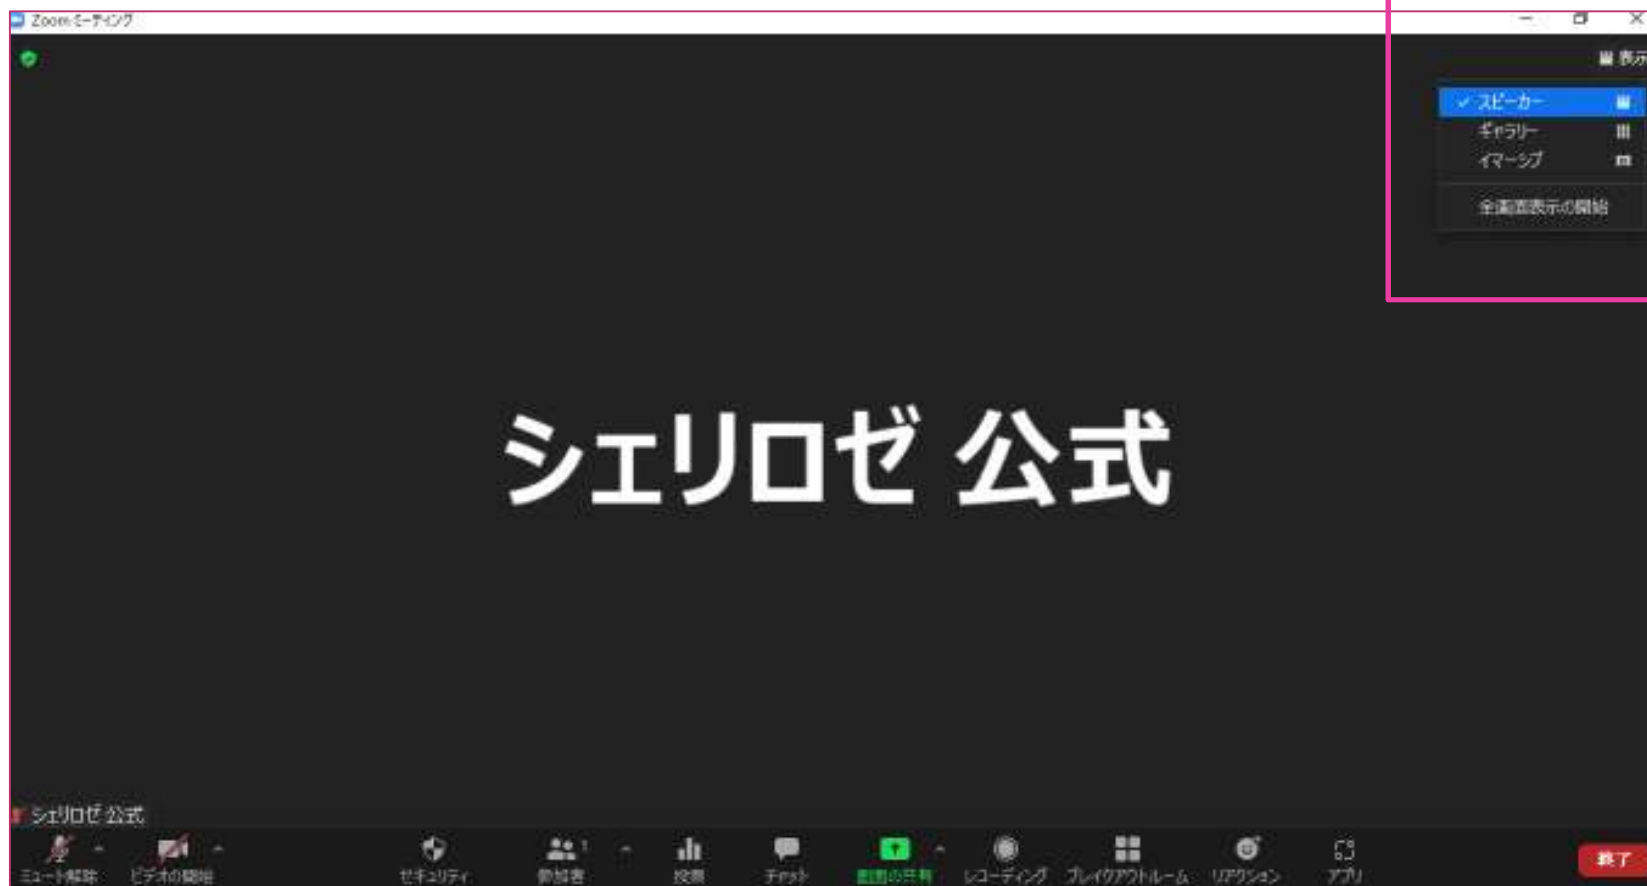 Zoom ミーティング
表示
スピーカー
ギャラリー
イマーシブ
全画面表示の開始
シェリロゼ 公式
シェリロゼ 公式
1
ミュート解除 ビデオの開始 セキュリティ 参加者 投票 チャット 画面の共有 レコーディング ブレイクアウトルーム リアクション アプリ 終了